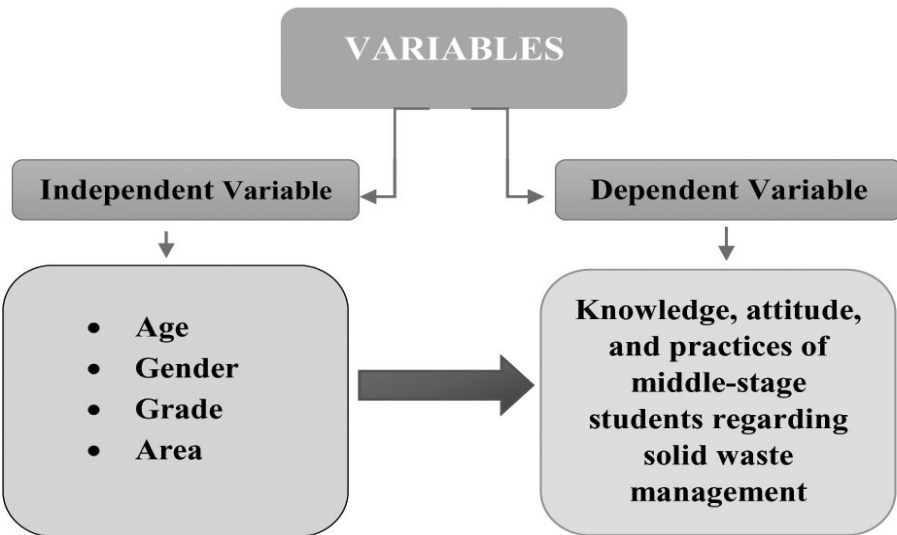 VARIABLES
Independent Variable
Dependent Variable
• Age
• Gender
• Grade
• Area
Knowledge, attitude,
and practices of
middle-stage
students regarding
solid waste
management